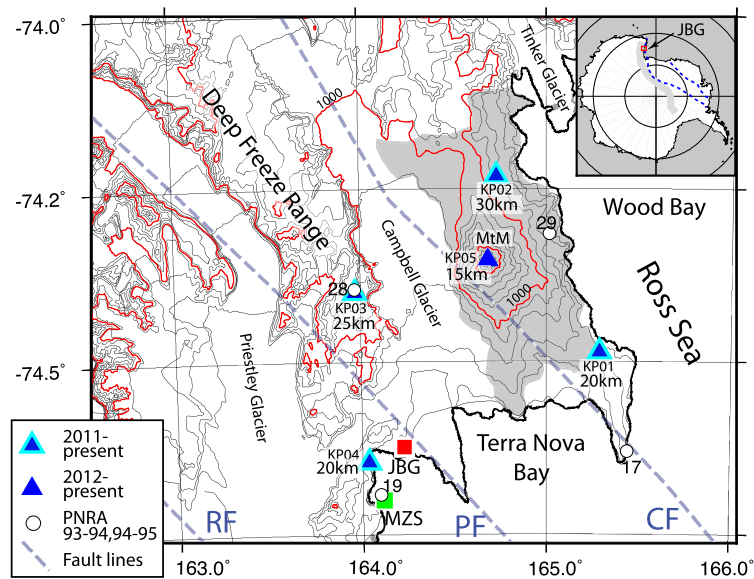 -74.0°
-74.2°
-74.5°
163.0°
164.0°
165.0°
166.0°
JBG
Tinker Glacier
1000
Deep Freeze Range
KP02
30km
Wood Bay
29
MtM
KP05
15km
1000
Campbell Glacier
Ross Sea
28
KP03
25km
KP01
20km
Priestley Glacier
Terra Nova
Bay
KP04
20km
JBG
19
MZS
17
RF
PF
CF
2011-
present
2012-
present
PNRA
93-94,94-95
Fault lines